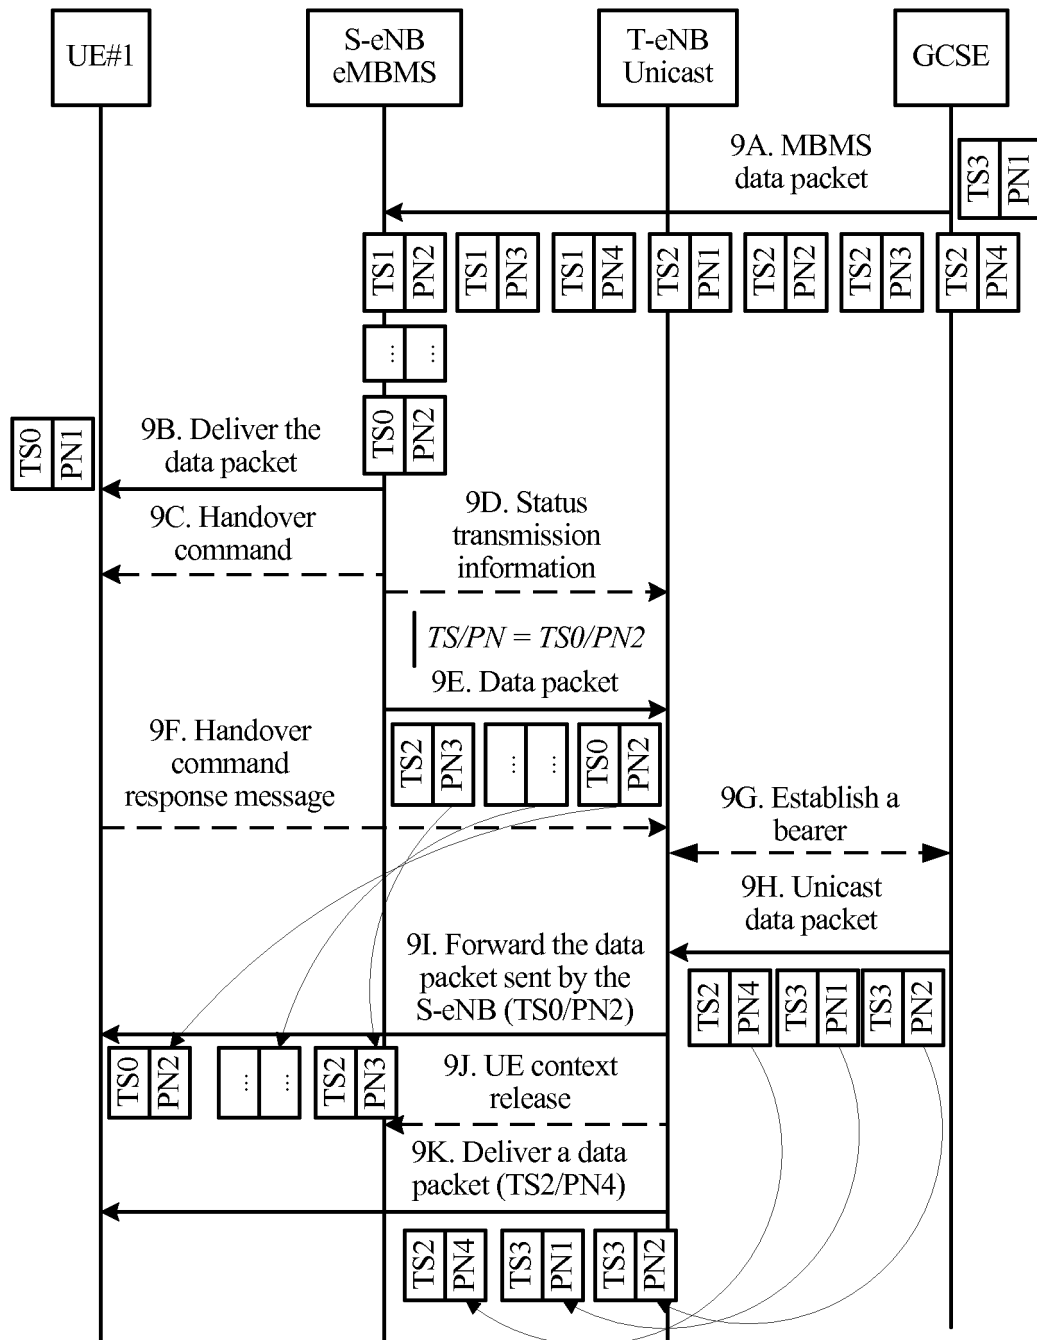 UE#1
S-eNB
eMBMS
T-eNB
Unicast
GCSE
9A. MBMS
data packet
TS3 PN1
TS1 PN2
TS1 PN3
TS1 PN4
TS2 PN1
TS2 PN2
TS2 PN3
TS2 PN4
... ...
TS0 PN2
9B. Deliver the
data packet
TS0 PN1
9C. Handover
command
9D. Status
transmission
information
TS/PN = TS0/PN2
9E. Data packet
TS2 PN3
... ...
TS0 PN2
9F. Handover
command
response message
9G. Establish a
bearer
9H. Unicast
data packet
TS2 PN4
TS3 PN1
TS3 PN2
9I. Forward the data
packet sent by the
S-eNB (TS0/PN2)
TS0 PN2
... ...
TS2 PN3
9J. UE context
release
9K. Deliver a data
packet (TS2/PN4)
TS2 PN4
TS3 PN1
TS3 PN2